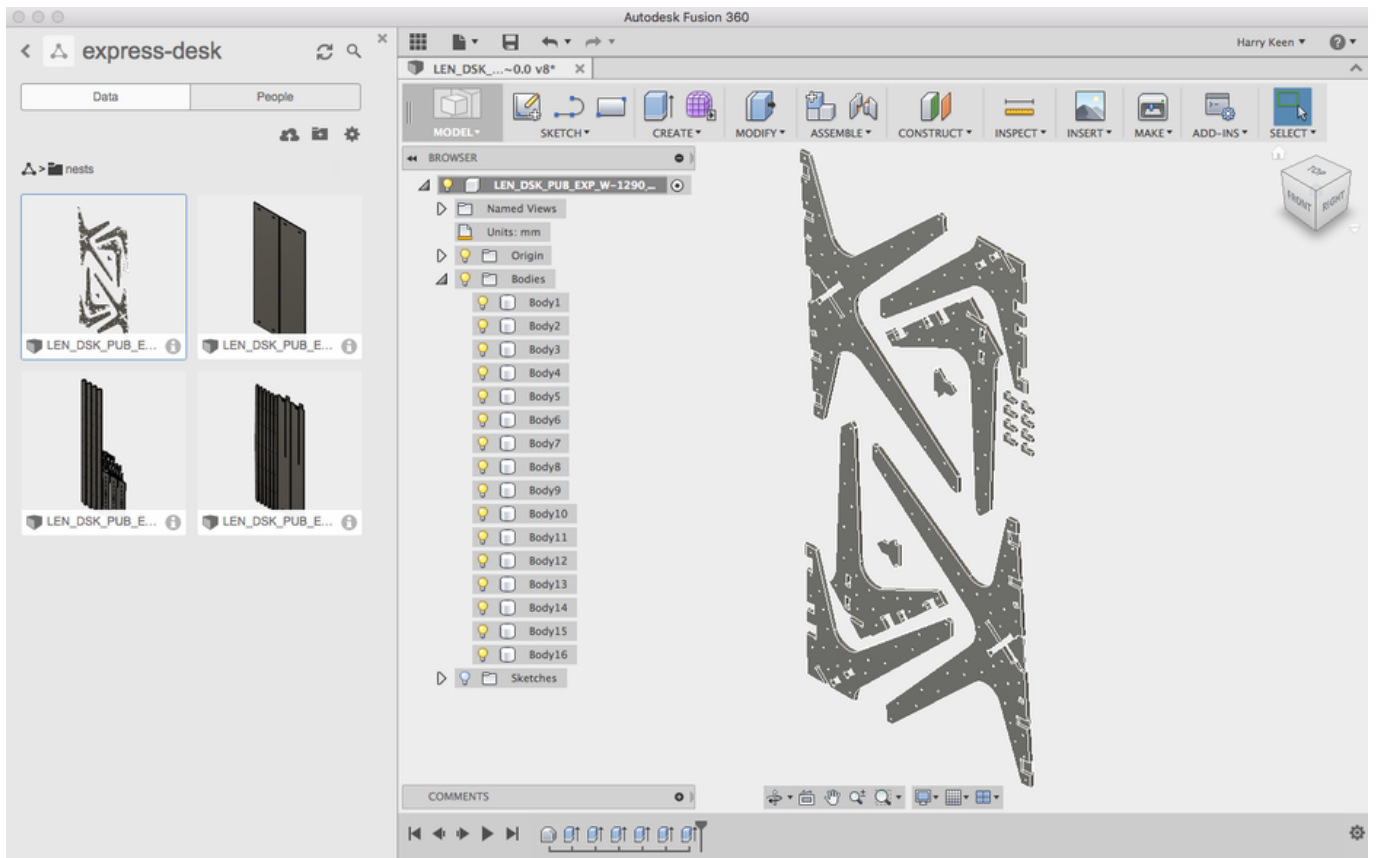 Autodesk Fusion 360
express-desk
Data
People
nests
LEN_DSK_PUB_E...
LEN_DSK_PUB_E...
LEN_DSK_PUB_E...
LEN_DSK_PUB_E...
Harry Keen
LEN_DSK_...~0.0 v8*
MODEL
SKETCH
CREATE
MODIFY
ASSEMBLE
CONSTRUCT
INSPECT
INSERT
MAKE
ADD-INS
SELECT
BROWSER
LEN_DSK_PUB_EXP_W-1290_...
Named Views
Units: mm
Origin
Bodies
Body1
Body2
Body3
Body4
Body5
Body6
Body7
Body8
Body9
Body10
Body11
Body12
Body13
Body14
Body15
Body16
Sketches
TOP
FRONT
RIGHT
COMMENTS